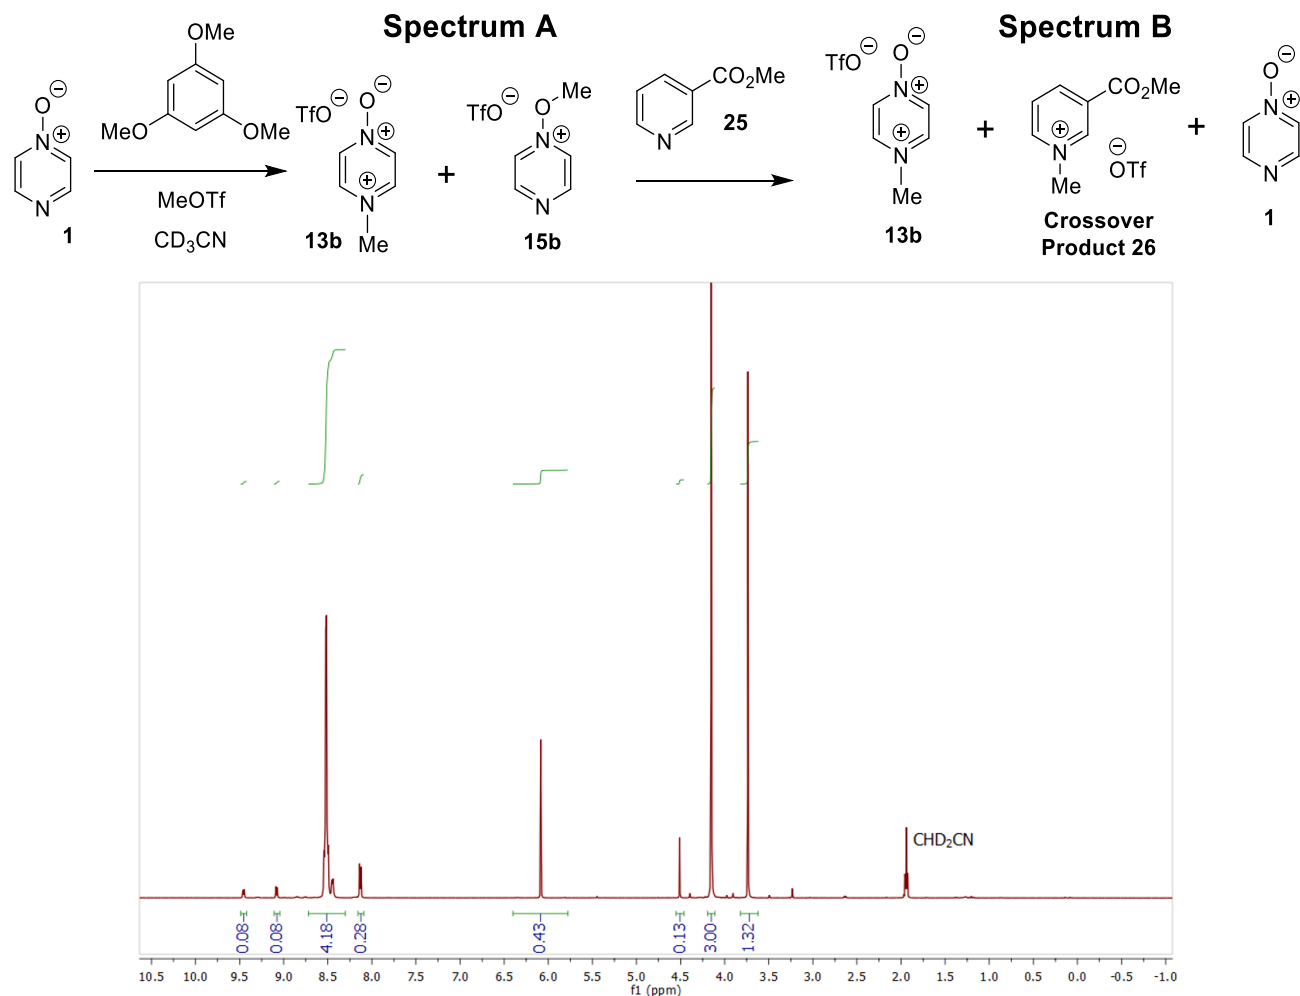 Spectrum A
Spectrum B
OMe
MeO
OMe
O⊖
N⊕
N
1
MeOTf
CD3CN
TfO⊖
O⊖
N⊕
⊕
N
Me
13b
+
TfO⊖
O Me
N⊕
N
15b
CO2Me
N
25
TfO⊖
O⊖
N⊕
⊕
N
Me
13b
+
CO2Me
⊕
N
Me
⊖
OTf
Crossover
Product 26
+
O⊖
N⊕
N
1
CHD2CN
0.08
0.08
4.18
0.28
0.43
0.13
3.00
1.32
10.5 10.0 9.5 9.0 8.5 8.0 7.5 7.0 6.5 6.0 5.5 5.0 4.5 4.0 3.5 3.0 2.5 2.0 1.5 1.0 0.5 0.0 -0.5 -1.0
f1 (ppm)